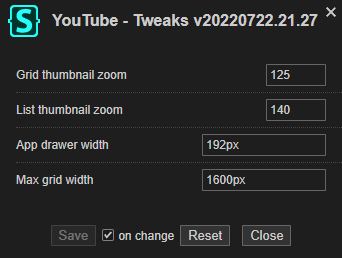 YouTube - Tweaks v20220722.21.27
Grid thumbnail zoom 125
List thumbnail zoom 140
App drawer width 192px
Max grid width 1600px
Save on change Reset Close